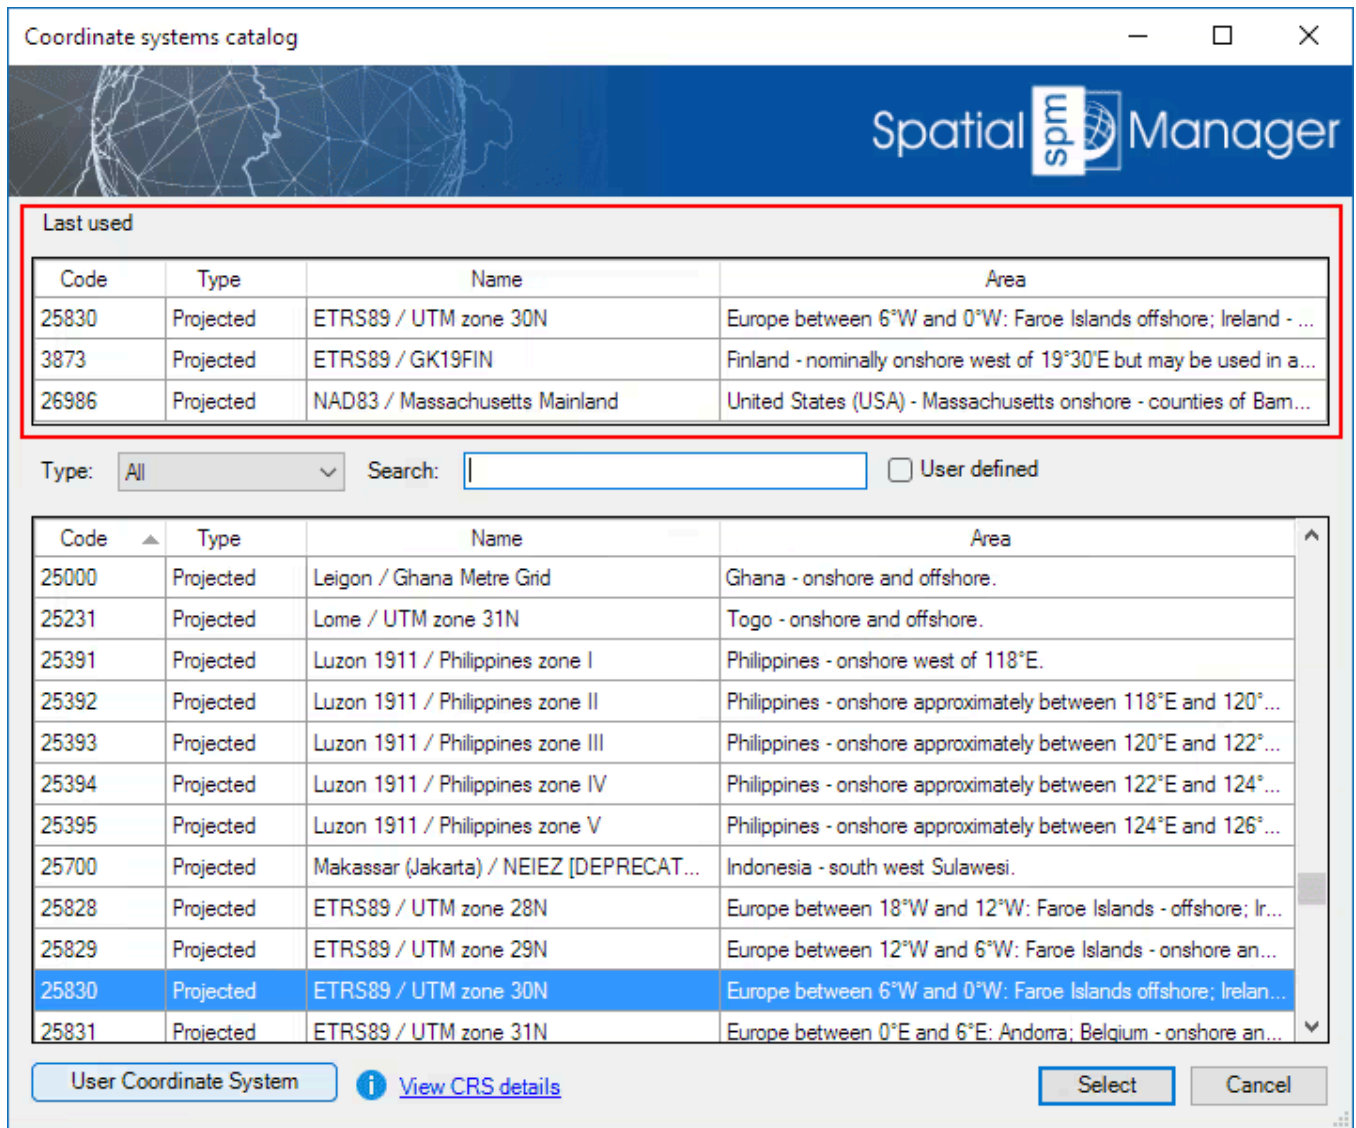 Coordinate systems catalog
Spatial spm Manager
Last used
Code Type Name Area
25830 Projected ETRS89 / UTM zone 30N Europe between 6°W and 0°W: Faroe Islands offshore; Ireland - ...
3873 Projected ETRS89 / GK19FIN Finland - nominally onshore west of 19°30'E but may be used in a...
26986 Projected NAD83 / Massachusetts Mainland United States (USA) - Massachusetts onshore - counties of Barn...
Type: All Search: User defined
Code Type Name Area
25000 Projected Leigon / Ghana Metre Grid Ghana - onshore and offshore.
25231 Projected Lome / UTM zone 31N Togo - onshore and offshore.
25391 Projected Luzon 1911 / Philippines zone I Philippines - onshore west of 118°E.
25392 Projected Luzon 1911 / Philippines zone II Philippines - onshore approximately between 118°E and 120°...
25393 Projected Luzon 1911 / Philippines zone III Philippines - onshore approximately between 120°E and 122°...
25394 Projected Luzon 1911 / Philippines zone IV Philippines - onshore approximately between 122°E and 124°...
25395 Projected Luzon 1911 / Philippines zone V Philippines - onshore approximately between 124°E and 126°...
25700 Projected Makassar (Jakarta) / NEIEZ [DEPRECAT... Indonesia - south west Sulawesi.
25828 Projected ETRS89 / UTM zone 28N Europe between 18°W and 12°W: Faroe Islands - offshore; Ir...
25829 Projected ETRS89 / UTM zone 29N Europe between 12°W and 6°W: Faroe Islands - onshore an...
25830 Projected ETRS89 / UTM zone 30N Europe between 6°W and 0°W: Faroe Islands offshore; Irelan...
25831 Projected ETRS89 / UTM zone 31N Europe between 0°E and 6°E: Andorra; Belgium - onshore an...
User Coordinate System i View CRS details Select Cancel